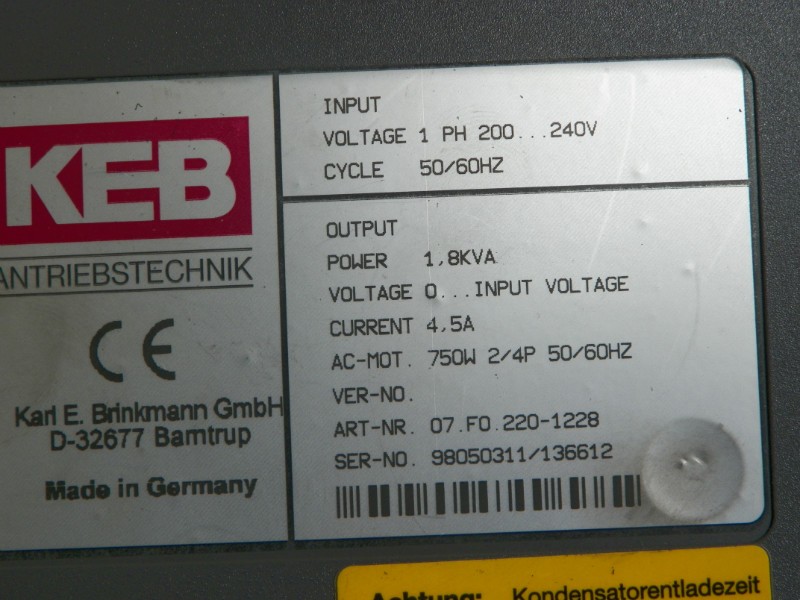 KEB
ANTRIEBSTECHNIK
CE
Karl E. Brinkmann GmbH
D-32677 Barntrup
Made in Germany
INPUT
VOLTAGE 1 PH 200...240V
CYCLE 50/60HZ
OUTPUT
POWER 1,8KVA
VOLTAGE 0...INPUT VOLTAGE
CURRENT 4,5A
AC-MOT. 750W 2/4P 50/60HZ
VER-NO.
ART-NR. 07.F0.220-1228
SER-NO. 98050311/136612
Achtung: Kondensatorentladezeit